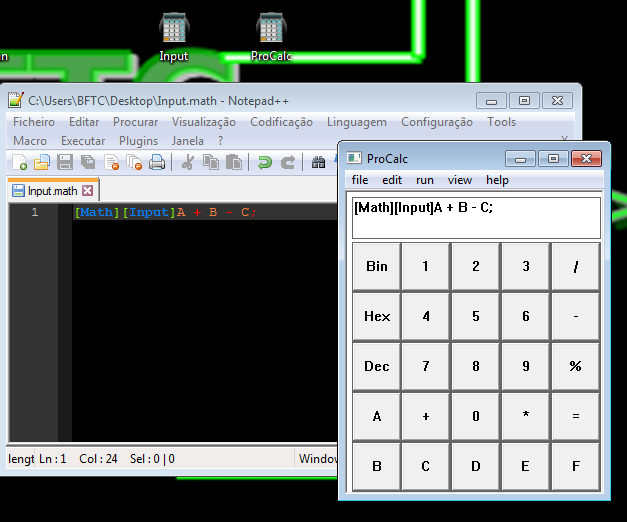 n
Input
ProCalc
C:\Users\BFTC\Desktop\Input.math - Notepad++
Ficheiro Editar Procurar Visualização Codificação Linguagem Configuração Tools
Macro Executar Plugins Janela ? X
Input.math
1 [Math][Input]A + B - C;
lengt Ln : 1 Col : 24 Sel : 0 | 0 Window
ProCalc
file edit run view help
[Math][Input]A + B - C;
Bin 1 2 3 /
Hex 4 5 6 -
Dec 7 8 9 %
A + 0 * =
B C D E F